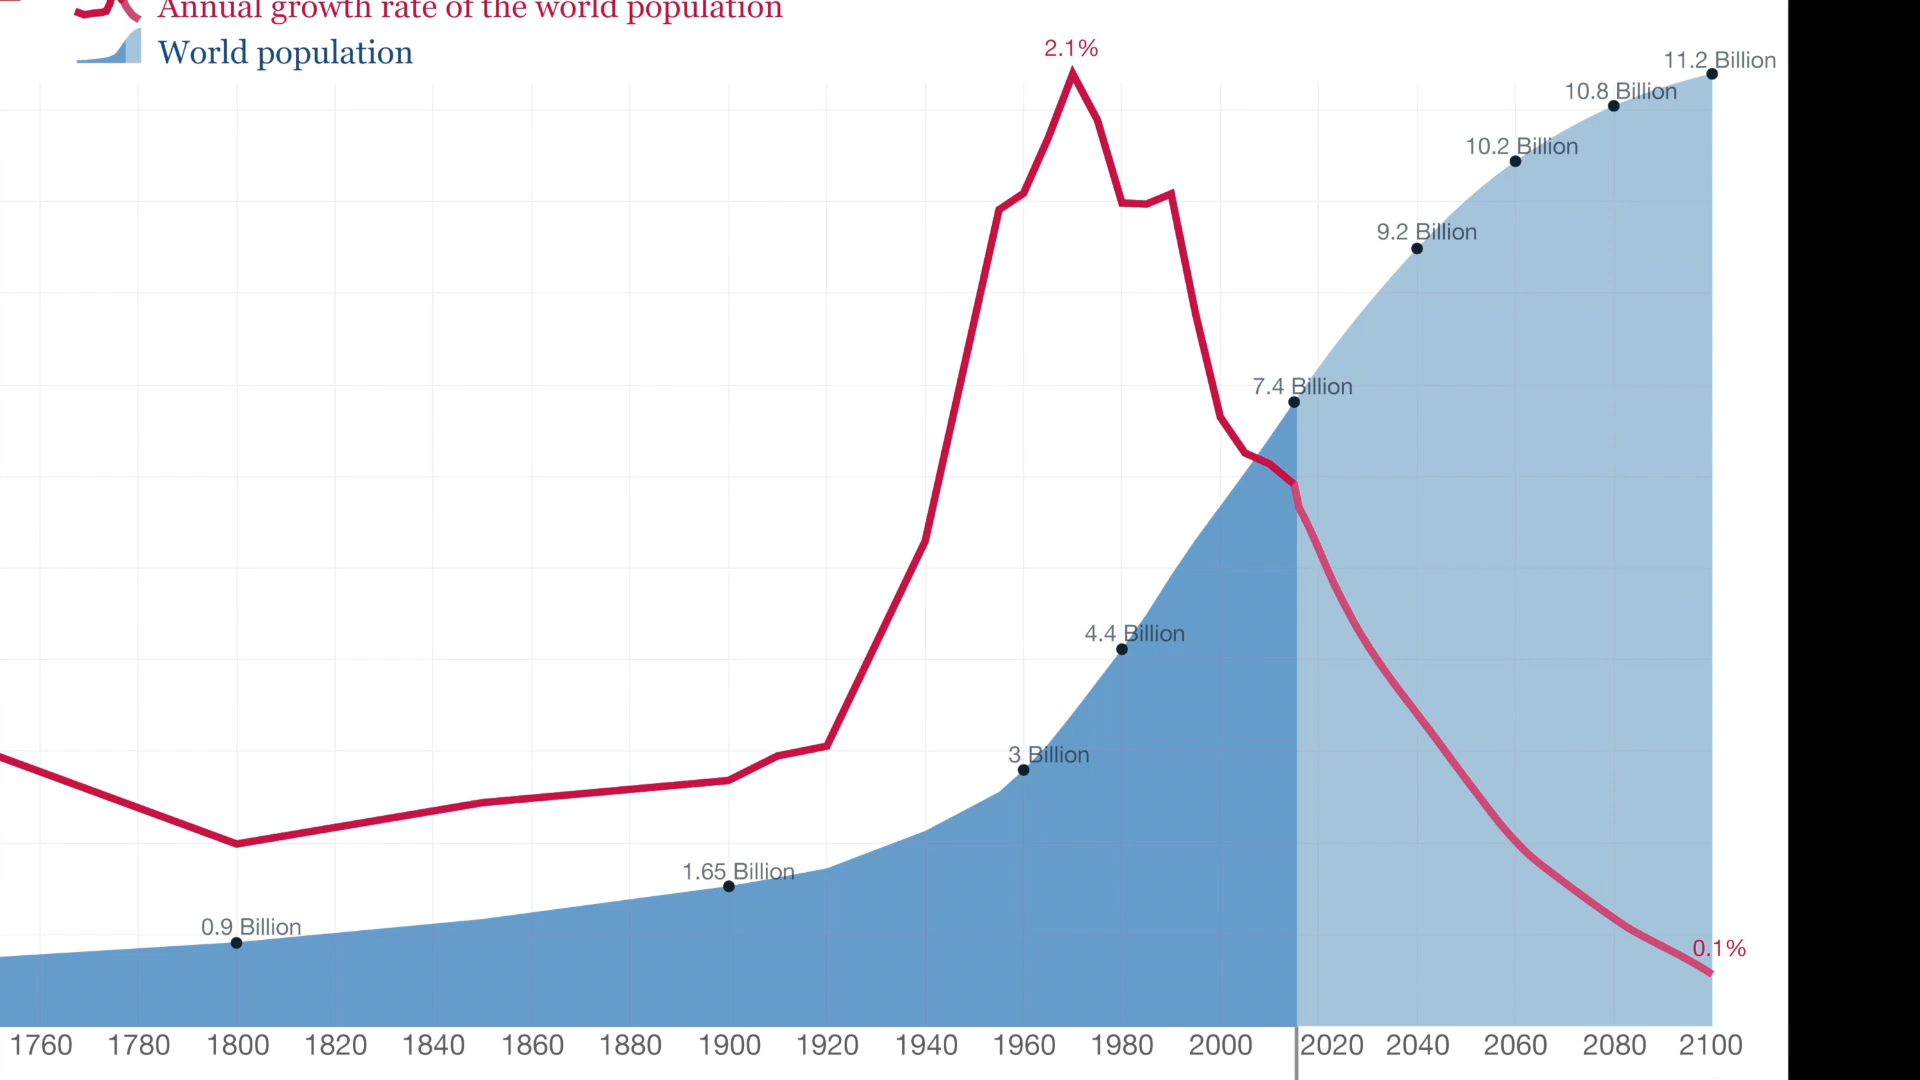 Annual growth rate of the world population
World population
2.1%
11.2 Billion
10.8 Billion
10.2 Billion
9.2 Billion
7.4 Billion
4.4 Billion
3 Billion
1.65 Billion
0.9 Billion
0.1%
1760 1780 1800 1820 1840 1860 1880 1900 1920 1940 1960 1980 2000 2020 2040 2060 2080 2100